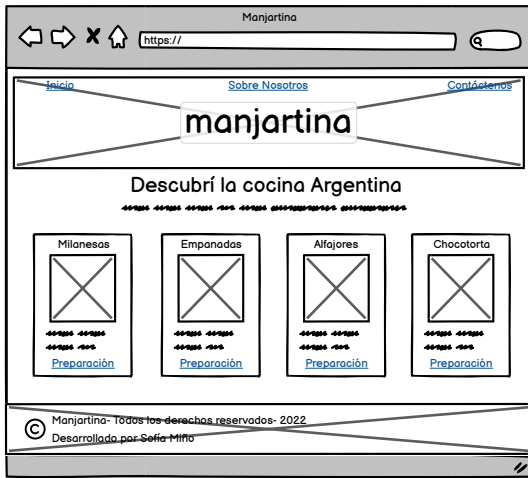 Manjartina
https://
Inicio Sobre Nosotros Contáctenos
manjartina
Descubrí la cocina Argentina
Milanesas Empanadas Alfajores Chocotorta
Preparación Preparación Preparación Preparación
© Manjartina- Todos los derechos reservados- 2022
Desarrollado por Sofía Miño